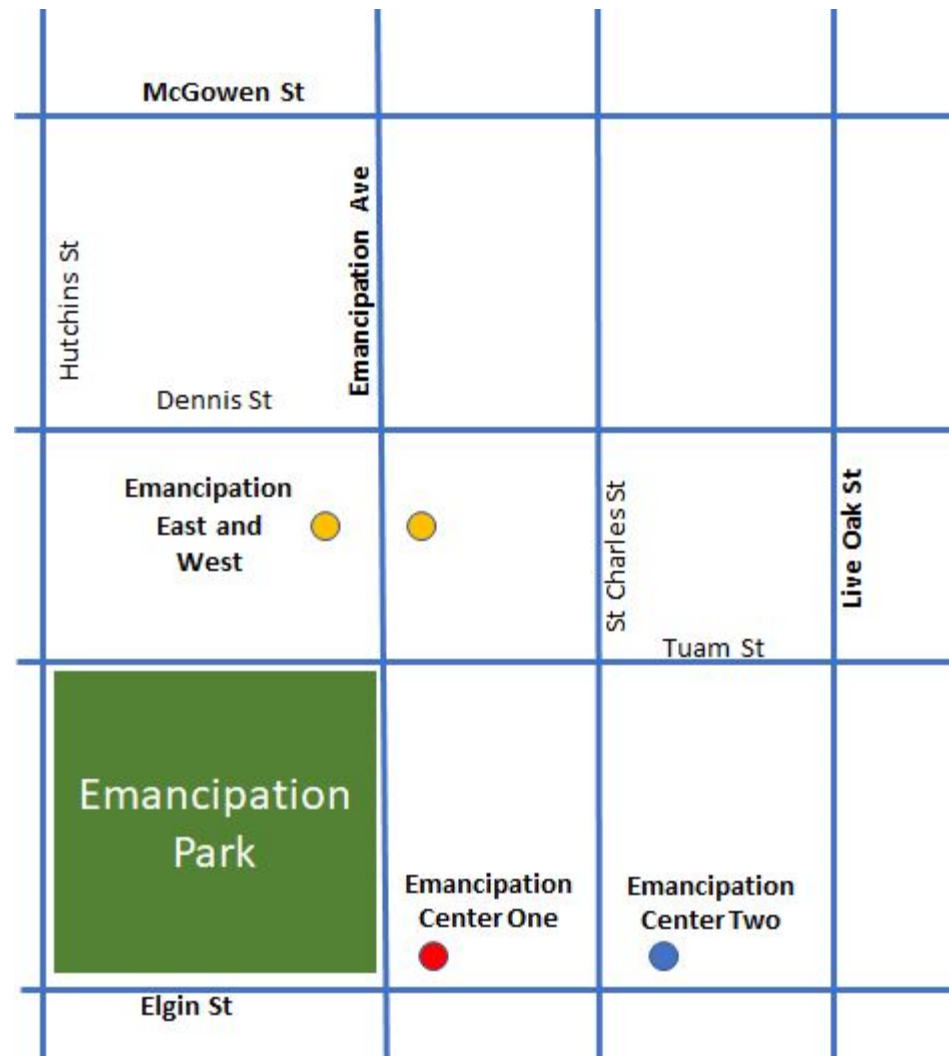 McGowen St
Emancipation Ave
Hutchins St
Dennis St
Emancipation
East and
West
St Charles St
Live Oak St
Tuam St
Emancipation
Park
Emancipation
Center One
Emancipation
Center Two
Elgin St